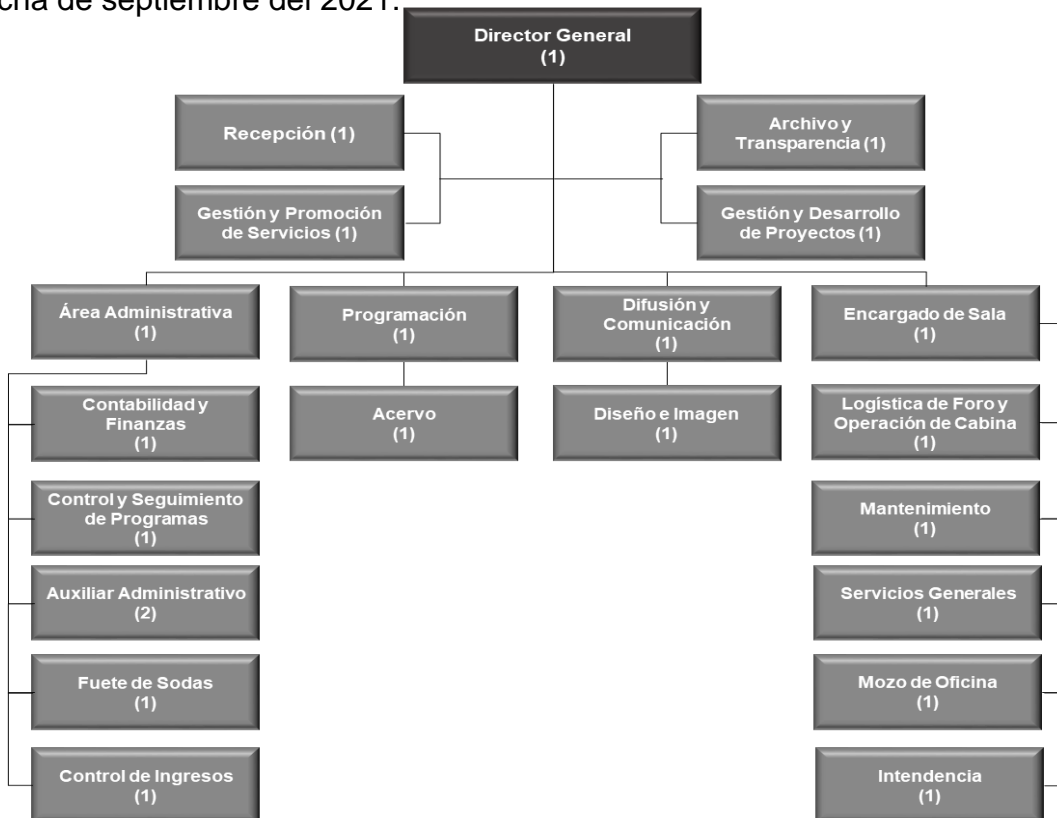 cha de septiembre del 2021.
Director General
(1)
Recepción (1)
Archivo y
Transparencia (1)
Gestión y Promoción
de Servicios (1)
Gestión y Desarrollo
de Proyectos (1)
Área Administrativa
(1)
Programación
(1)
Difusión y
Comunicación
(1)
Encargado de Sala
(1)
Contabilidad y
Finanzas
(1)
Acervo
(1)
Diseño e Imagen
(1)
Logística de Foro y
Operación de Cabina
(1)
Control y Seguimiento
de Programas
(1)
Mantenimiento
(1)
Auxiliar Administrativo
(2)
Servicios Generales
(1)
Fuete de Sodas
(1)
Mozo de Oficina
(1)
Control de Ingresos
(1)
Intendencia
(1)